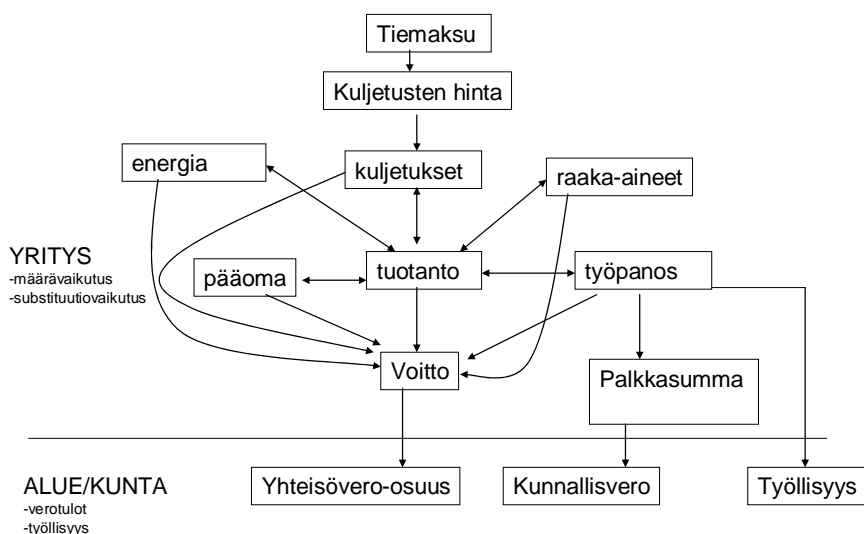 Tiemaksu
Kuljetusten hinta
energia
kuljetukset
raaka-aineet
YRITYS
-määrävaikutus
-substituutiovaikutus
pääoma
tuotanto
työpanos
Voitto
Palkkasumma
ALUE/KUNTA
-verotulot
-työllisyys
Yhteisövero-osuus
Kunnallisvero
Työllisyys